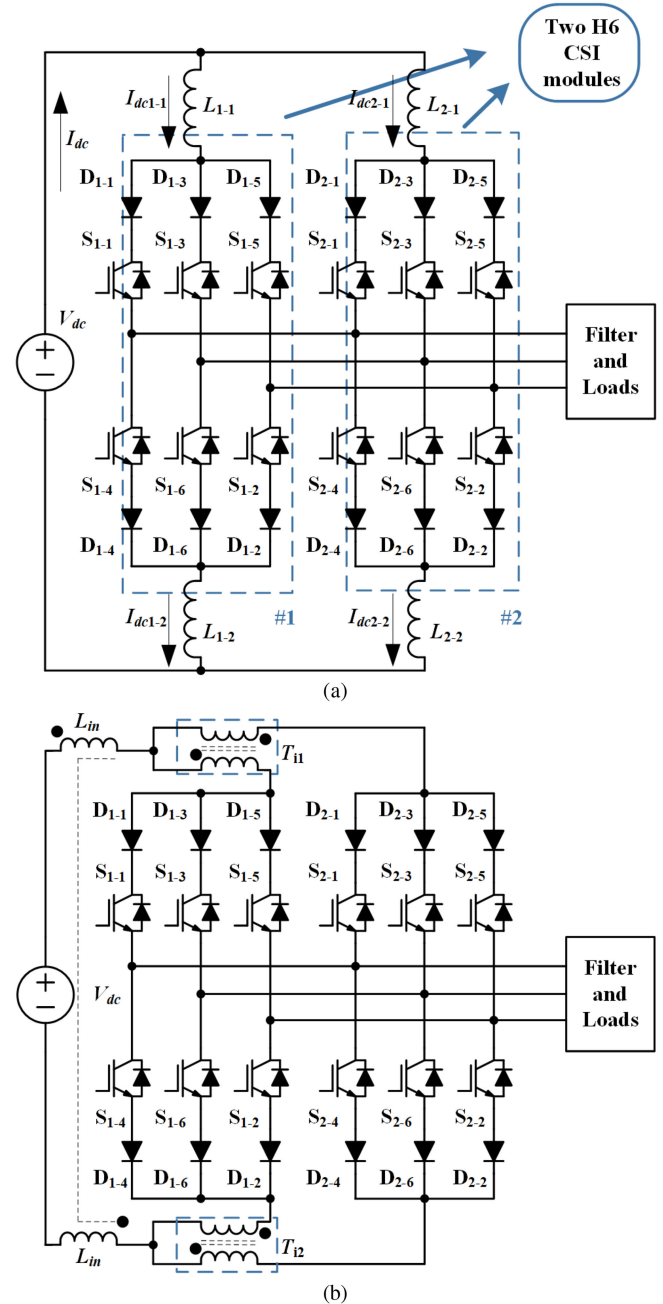 Two H6
CSI
modules
I_dc
I_dc1-1
L_1-1
I_dc2-1
L_2-1
D_1-1 D_1-3 D_1-5 D_2-1 D_2-3 D_2-5
S_1-1 S_1-3 S_1-5 S_2-1 S_2-3 S_2-5
V_dc
Filter
and
Loads
S_1-4 S_1-6 S_1-2 S_2-4 S_2-6 S_2-2
D_1-4 D_1-6 D_1-2 D_2-4 D_2-6 D_2-2
I_dc1-2 L_1-2 #1 I_dc2-2 L_2-2 #2
(a)
L_in
T_i1
D_1-1 D_1-3 D_1-5 D_2-1 D_2-3 D_2-5
S_1-1 S_1-3 S_1-5 S_2-1 S_2-3 S_2-5
V_dc
Filter
and
Loads
S_1-4 S_1-6 S_1-2 S_2-4 S_2-6 S_2-2
D_1-4 D_1-6 D_1-2 D_2-4 D_2-6 D_2-2
L_in
T_i2
(b)